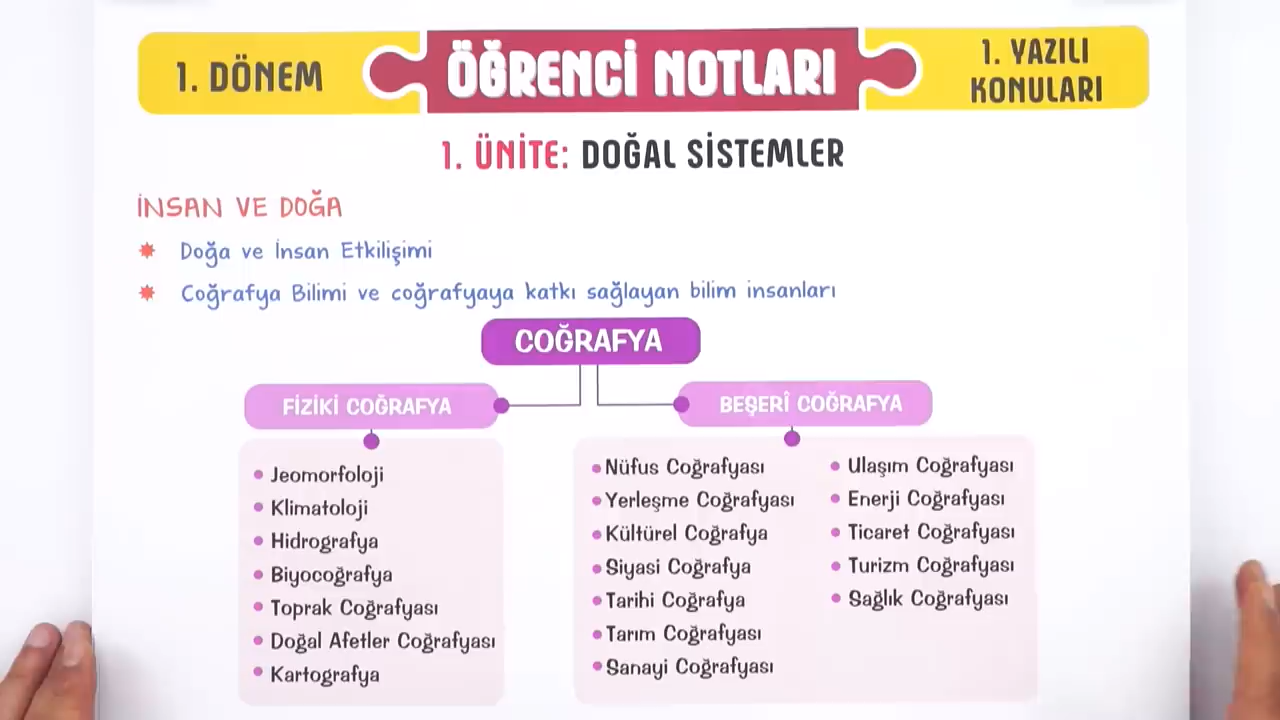 1. DÖNEM
ÖĞRENCİ NOTLARI
1. YAZILI
KONULARI
1. ÜNİTE: DOĞAL SİSTEMLER
İNSAN VE DOĞA
Doğa ve İnsan Etkilişimi
Coğrafya Bilimi ve coğrafyaya katkı sağlayan bilim insanları
COĞRAFYA
FİZİKİ COĞRAFYA
Jeomorfoloji
Klimatoloji
Hidrografya
Biyocoğrafya
Toprak Coğrafyası
Doğal Afetler Coğrafyası
Kartografya
BEŞERÎ COĞRAFYA
Nüfus Coğrafyası
Yerleşme Coğrafyası
Kültürel Coğrafya
Siyasi Coğrafya
Tarihi Coğrafya
Tarım Coğrafyası
Sanayi Coğrafyası
Ulaşım Coğrafyası
Enerji Coğrafyası
Ticaret Coğrafyası
Turizm Coğrafyası
Sağlık Coğrafyası